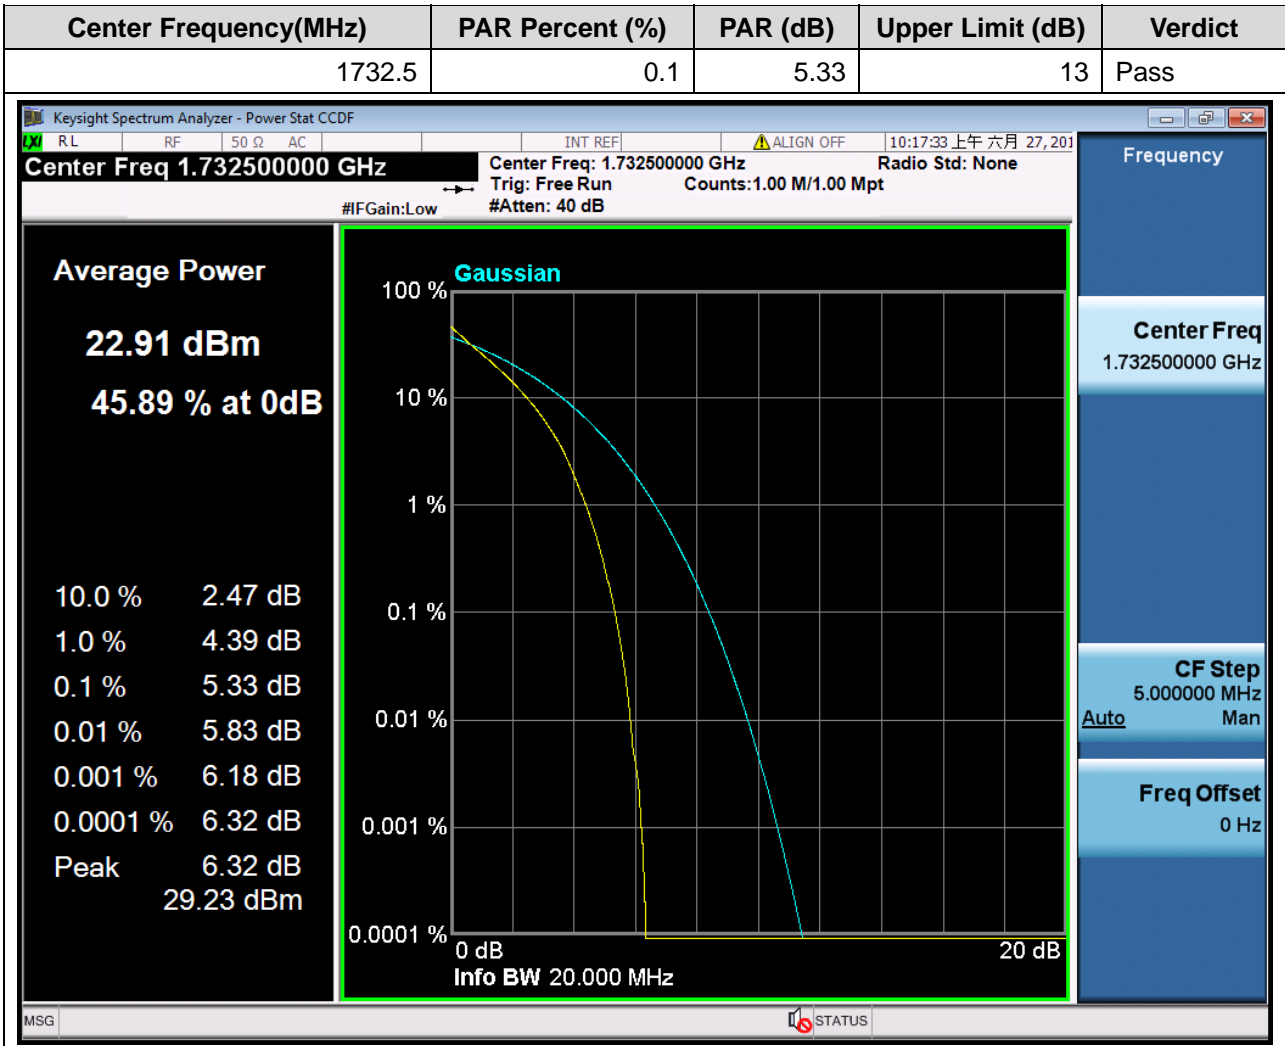 Center Frequency(MHz) PAR Percent (%) PAR (dB) Upper Limit (dB) Verdict
1732.5 0.1 5.33 13 Pass
Keysight Spectrum Analyzer - Power Stat CCDF
LXI RL RF 50 Ω AC INT REF ALIGN OFF 10:17:33 上午 六月 27, 201
Center Freq 1.732500000 GHz
Center Freq: 1.732500000 GHz Radio Std: None
Trig: Free Run Counts:1.00 M/1.00 Mpt
#IFGain:Low #Atten: 40 dB
Average Power
22.91 dBm
45.89 % at 0dB
10.0 % 2.47 dB
1.0 % 4.39 dB
0.1 % 5.33 dB
0.01 % 5.83 dB
0.001 % 6.18 dB
0.0001 % 6.32 dB
Peak 6.32 dB
29.23 dBm
Gaussian
100 %
10 %
1 %
0.1 %
0.01 %
0.001 %
0.0001 %
0 dB 20 dB
Info BW 20.000 MHz
Frequency
Center Freq
1.732500000 GHz
CF Step
5.000000 MHz
Auto Man
Freq Offset
0 Hz
MSG STATUS